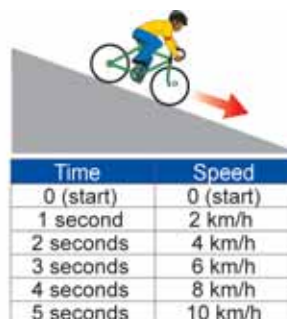 Time Speed
0 (start) 0 (start)
1 second 2 km/h
2 seconds 4 km/h
3 seconds 6 km/h
4 seconds 8 km/h
5 seconds 10 km/h